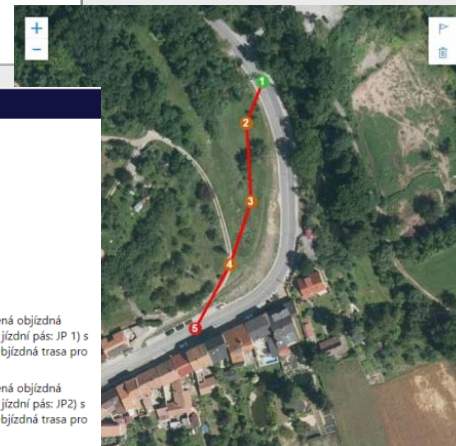 +
−
1
2
3
4
5
ená objízdná
jízdní pás: JP 1) s
bjízdná trasa pro
ená objízdná
jízdní pás: JP2) s
bjízdná trasa pro